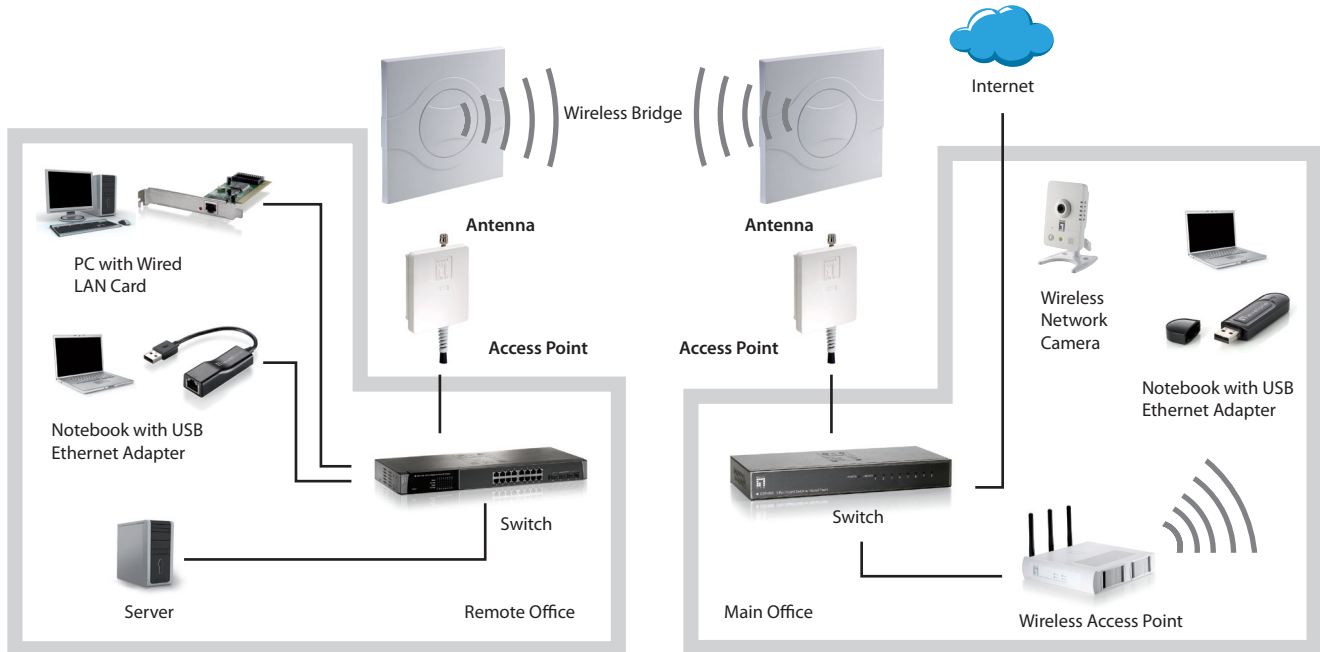 Internet
Wireless Bridge
Antenna
Antenna
PC with Wired
LAN Card
Access Point
Access Point
Wireless
Network
Camera
Notebook with USB
Ethernet Adapter
Notebook with USB
Ethernet Adapter
Switch
Switch
Server
Remote Office
Main Office
Wireless Access Point